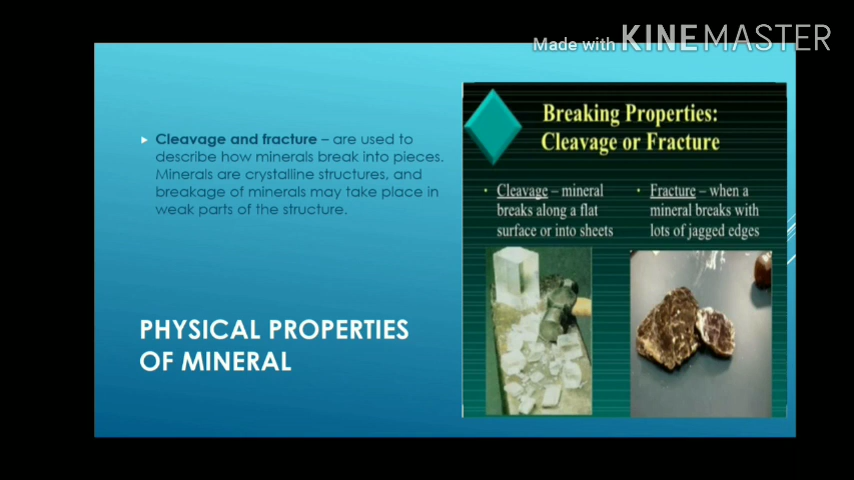 Made with KINEMASTER
Cleavage and fracture – are used to
describe how minerals break into pieces.
Minerals are crystalline structures, and
breakage of minerals may take place in
weak parts of the structure.
PHYSICAL PROPERTIES
OF MINERAL
Breaking Properties:
Cleavage or Fracture
Cleavage – mineral
breaks along a flat
surface or into sheets
Fracture – when a
mineral breaks with
lots of jagged edges